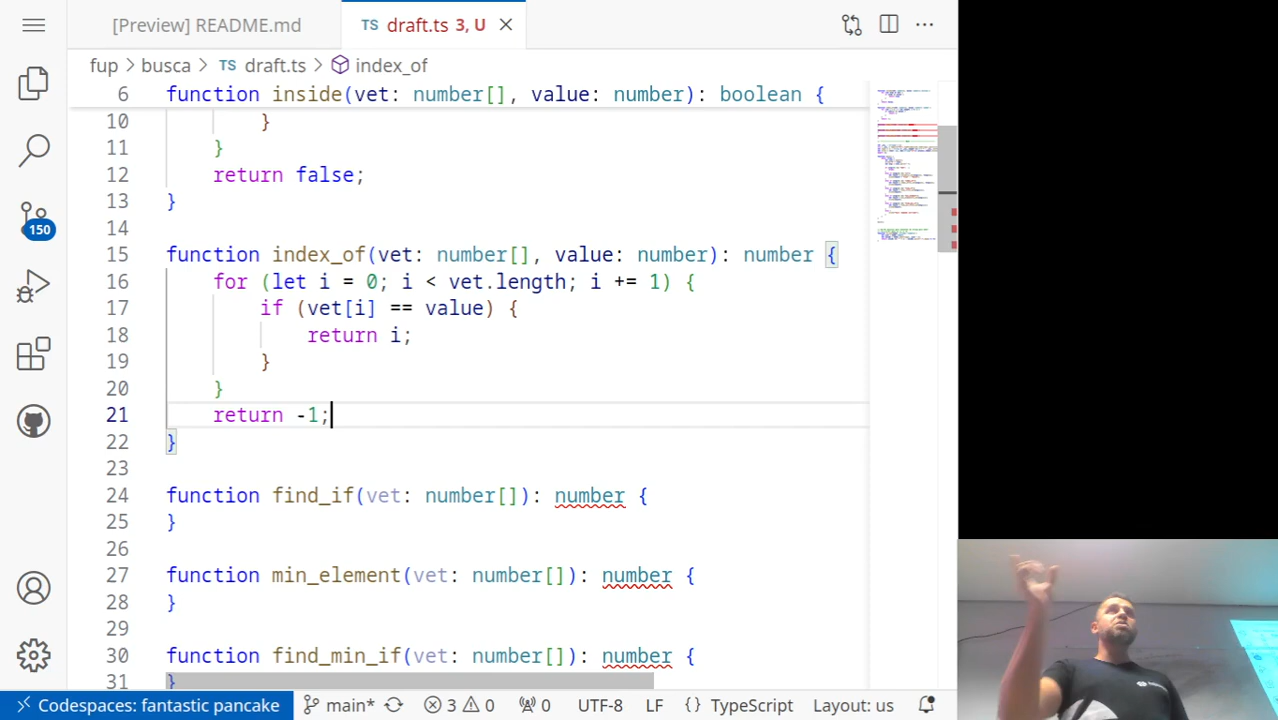 [Preview] README.md
TS draft.ts 3, U
fup > busca > TS draft.ts > index_of
6 function inside(vet: number[], value: number): boolean {
10 }
11 }
12 return false;
13 }
14
15 function index_of(vet: number[], value: number): number {
16 for (let i = 0; i < vet.length; i += 1) {
17 if (vet[i] == value) {
18 return i;
19 }
20 }
21 return -1;
22 }
23
24 function find_if(vet: number[]): number {
25 }
26
27 function min_element(vet: number[]): number {
28 }
29
30 function find_min_if(vet: number[]): number {
31 }
150
Codespaces: fantastic pancake main* 3 0 0 UTF-8 LF {} TypeScript Layout: us